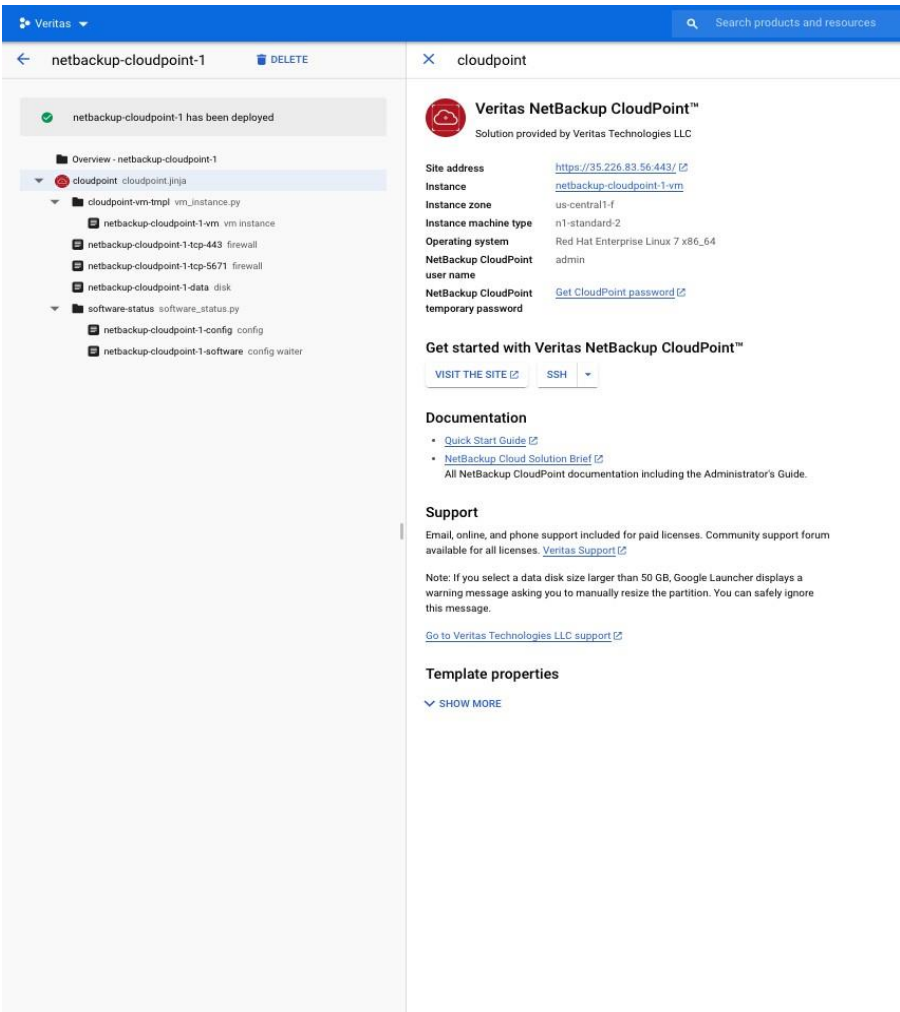 Veritas
Search products and resources
netbackup-cloudpoint-1
DELETE
netbackup-cloudpoint-1 has been deployed
Overview - netbackup-cloudpoint-1
cloudpoint cloudpoint.jinja
cloudpoint-vm-tmpl vm_instance.py
netbackup-cloudpoint-1-vm vm instance
netbackup-cloudpoint-1-tcp-443 firewall
netbackup-cloudpoint-1-tcp-5671 firewall
netbackup-cloudpoint-1-data disk
software-status software_status.py
netbackup-cloudpoint-1-config config
netbackup-cloudpoint-1-software config waiter
cloudpoint
Veritas NetBackup CloudPoint™
Solution provided by Veritas Technologies LLC
Site address https://35.226.83.56:443/
Instance netbackup-cloudpoint-1-vm
Instance zone us-central1-f
Instance machine type n1-standard-2
Operating system Red Hat Enterprise Linux 7 x86_64
NetBackup CloudPoint admin
user name
NetBackup CloudPoint Get CloudPoint password
temporary password
Get started with Veritas NetBackup CloudPoint™
VISIT THE SITE SSH
Documentation
• Quick Start Guide
• NetBackup Cloud Solution Brief
All NetBackup CloudPoint documentation including the Administrator's Guide.
Support
Email, online, and phone support included for paid licenses. Community support forum
available for all licenses. Veritas Support
Note: If you select a data disk size larger than 50 GB, Google Launcher displays a
warning message asking you to manually resize the partition. You can safely ignore
this message.
Go to Veritas Technologies LLC support
Template properties
SHOW MORE